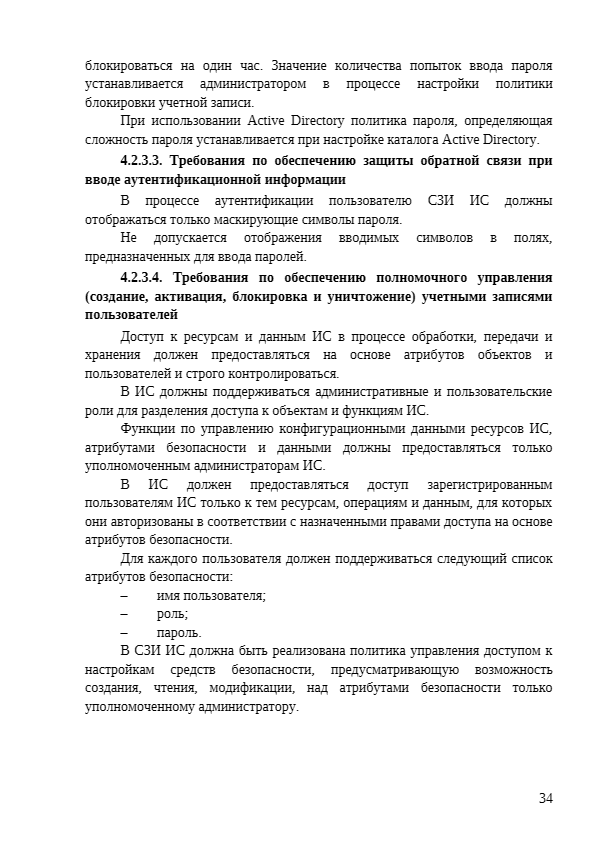 блокироваться на один час. Значение количества попыток ввода пароля
устанавливается администратором в процессе настройки политики
блокировки учетной записи.
При использовании Active Directory политика пароля, определяющая
сложность пароля устанавливается при настройке каталога Active Directory.
4.2.3.3. Требования по обеспечению защиты обратной связи при
вводе аутентификационной информации
В процессе аутентификации пользователю СЗИ ИС должны
отображаться только маскирующие символы пароля.
Не допускается отображения вводимых символов в полях,
предназначенных для ввода паролей.
4.2.3.4. Требования по обеспечению полномочного управления
(создание, активация, блокировка и уничтожение) учетными записями
пользователей
Доступ к ресурсам и данным ИС в процессе обработки, передачи и
хранения должен предоставляться на основе атрибутов объектов и
пользователей и строго контролироваться.
В ИС должны поддерживаться административные и пользовательские
роли для разделения доступа к объектам и функциям ИС.
Функции по управлению конфигурационными данными ресурсов ИС,
атрибутами безопасности и данными должны предоставляться только
уполномоченным администраторам ИС.
В ИС должен предоставляться доступ зарегистрированным
пользователям ИС только к тем ресурсам, операциям и данным, для которых
они авторизованы в соответствии с назначенными правами доступа на основе
атрибутов безопасности.
Для каждого пользователя должен поддерживаться следующий список
атрибутов безопасности:
– имя пользователя;
– роль;
– пароль.
В СЗИ ИС должна быть реализована политика управления доступом к
настройкам средств безопасности, предусматривающую возможность
создания, чтения, модификации, над атрибутами безопасности только
уполномоченному администратору.
34